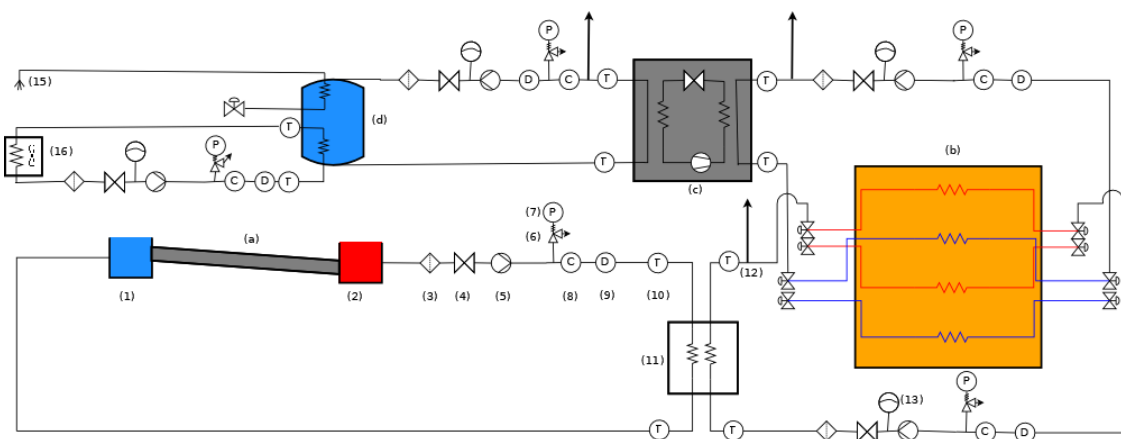 P
P
P
(15)
D
C
T
T
C
D
(d)
T
(16)
P
C
D
T
T
T
(c)
(b)
(7)
P
(a)
(6)
T
(12)
(1)
(2)
(3)
(4)
(5)
C
(8)
D
(9)
T
(10)
(11)
P
(13)
T
T
C
D